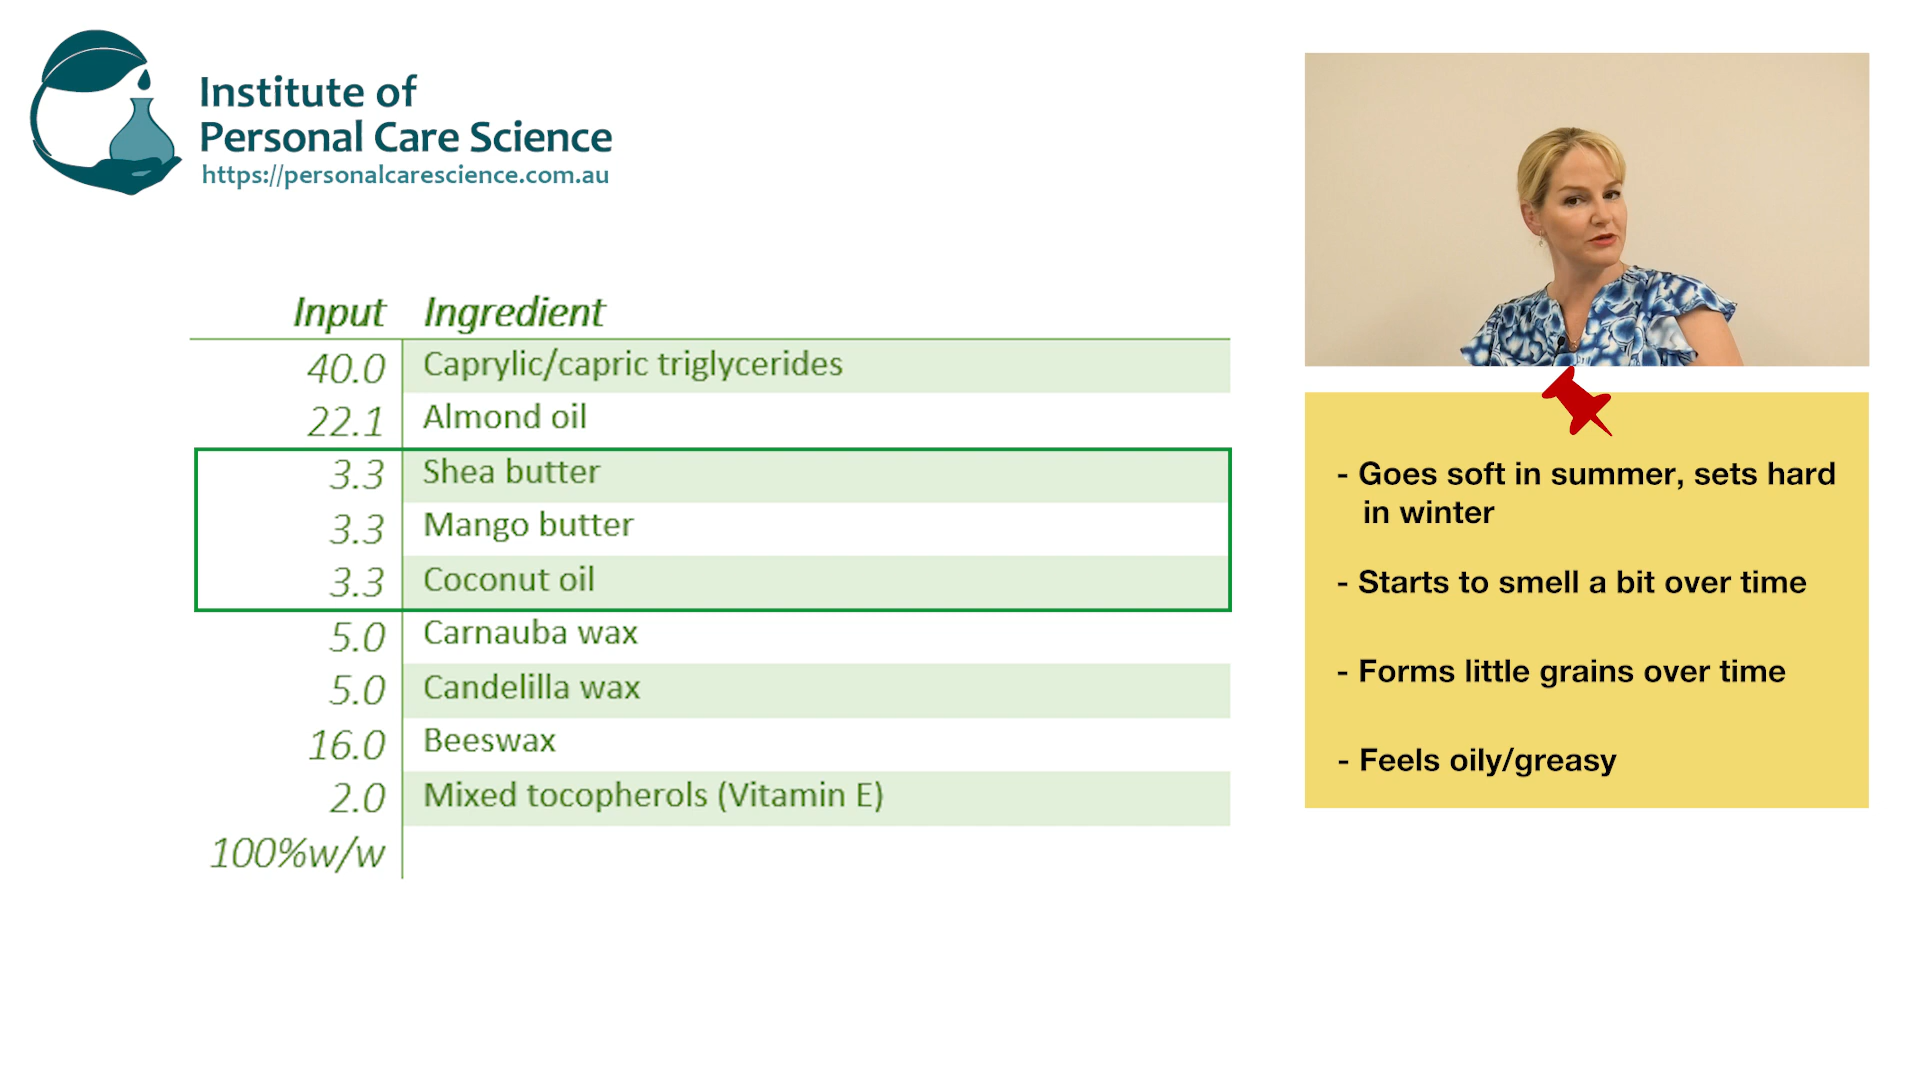 Institute of
Personal Care Science
https://personalcarescience.com.au
Input Ingredient
40.0 Caprylic/capric triglycerides
22.1 Almond oil
3.3 Shea butter
3.3 Mango butter
3.3 Coconut oil
5.0 Carnauba wax
5.0 Candelilla wax
16.0 Beeswax
2.0 Mixed tocopherols (Vitamin E)
100%w/w
- Goes soft in summer, sets hard
in winter
- Starts to smell a bit over time
- Forms little grains over time
- Feels oily/greasy